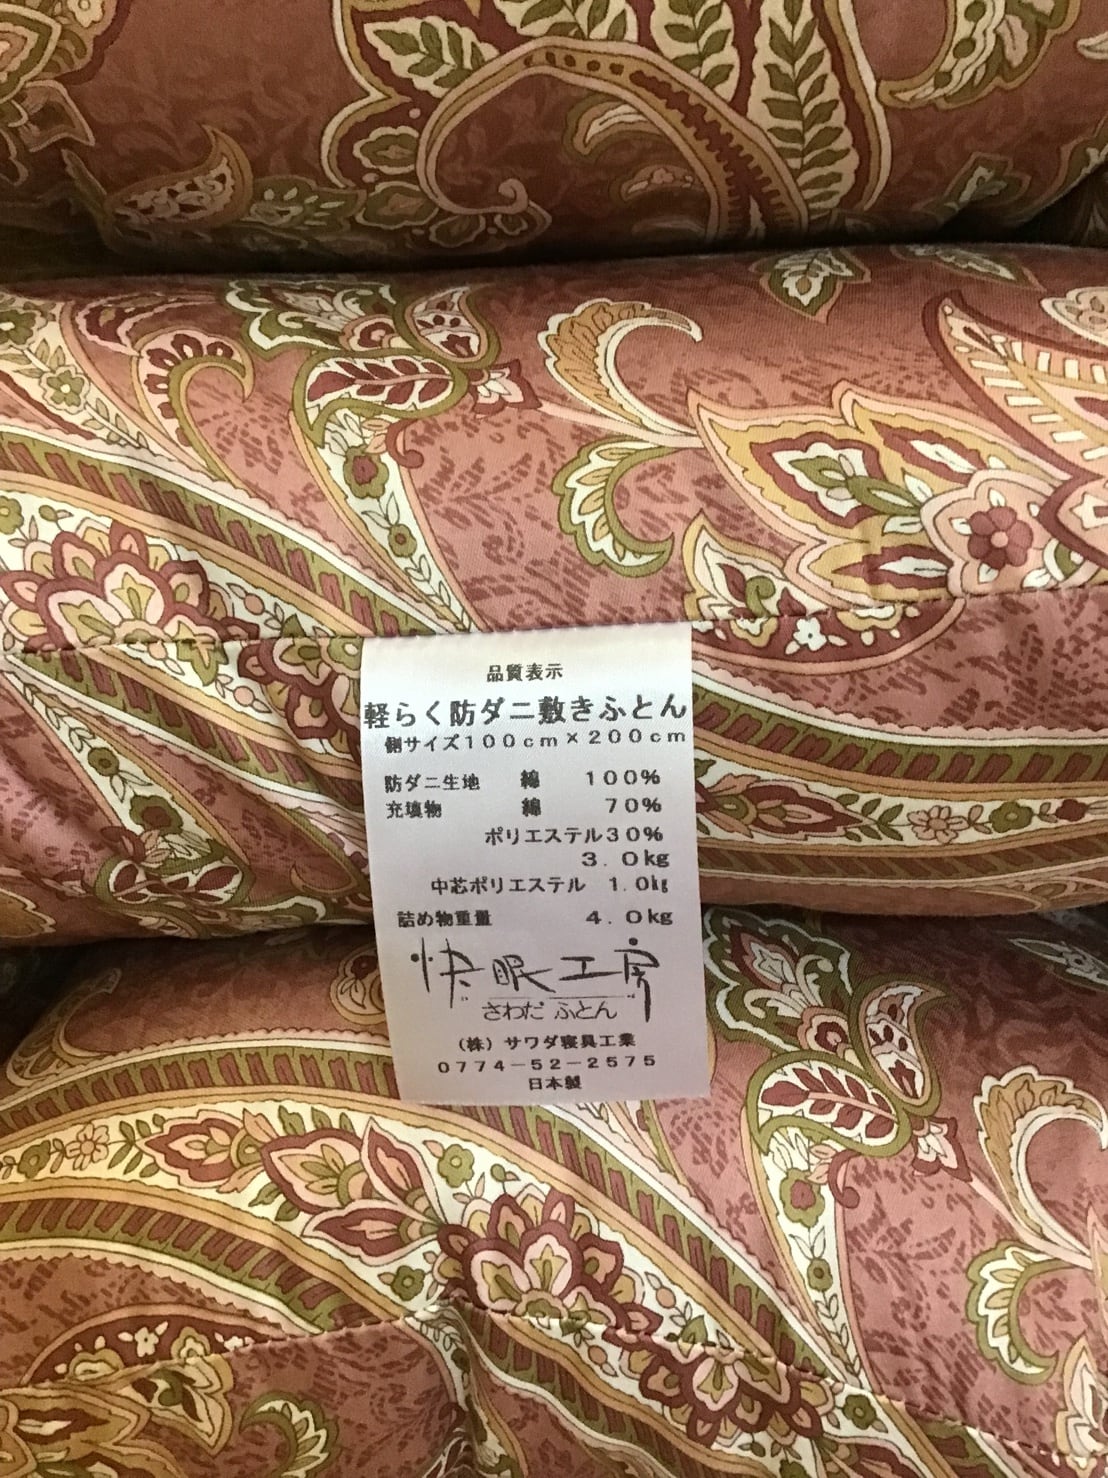 品質表示
軽らく防ダニ敷きふとん
側サイズ100cm×200cm
防ダニ生地 綿 100%
充填物 綿 70%
ポリエステル30%
3.0kg
中芯ポリエステル 1.0kg
詰め物重量 4.0kg
快眠工房
"さわだ ふとん"
(株)サワダ寝具工業
0774-52-2575
日本製